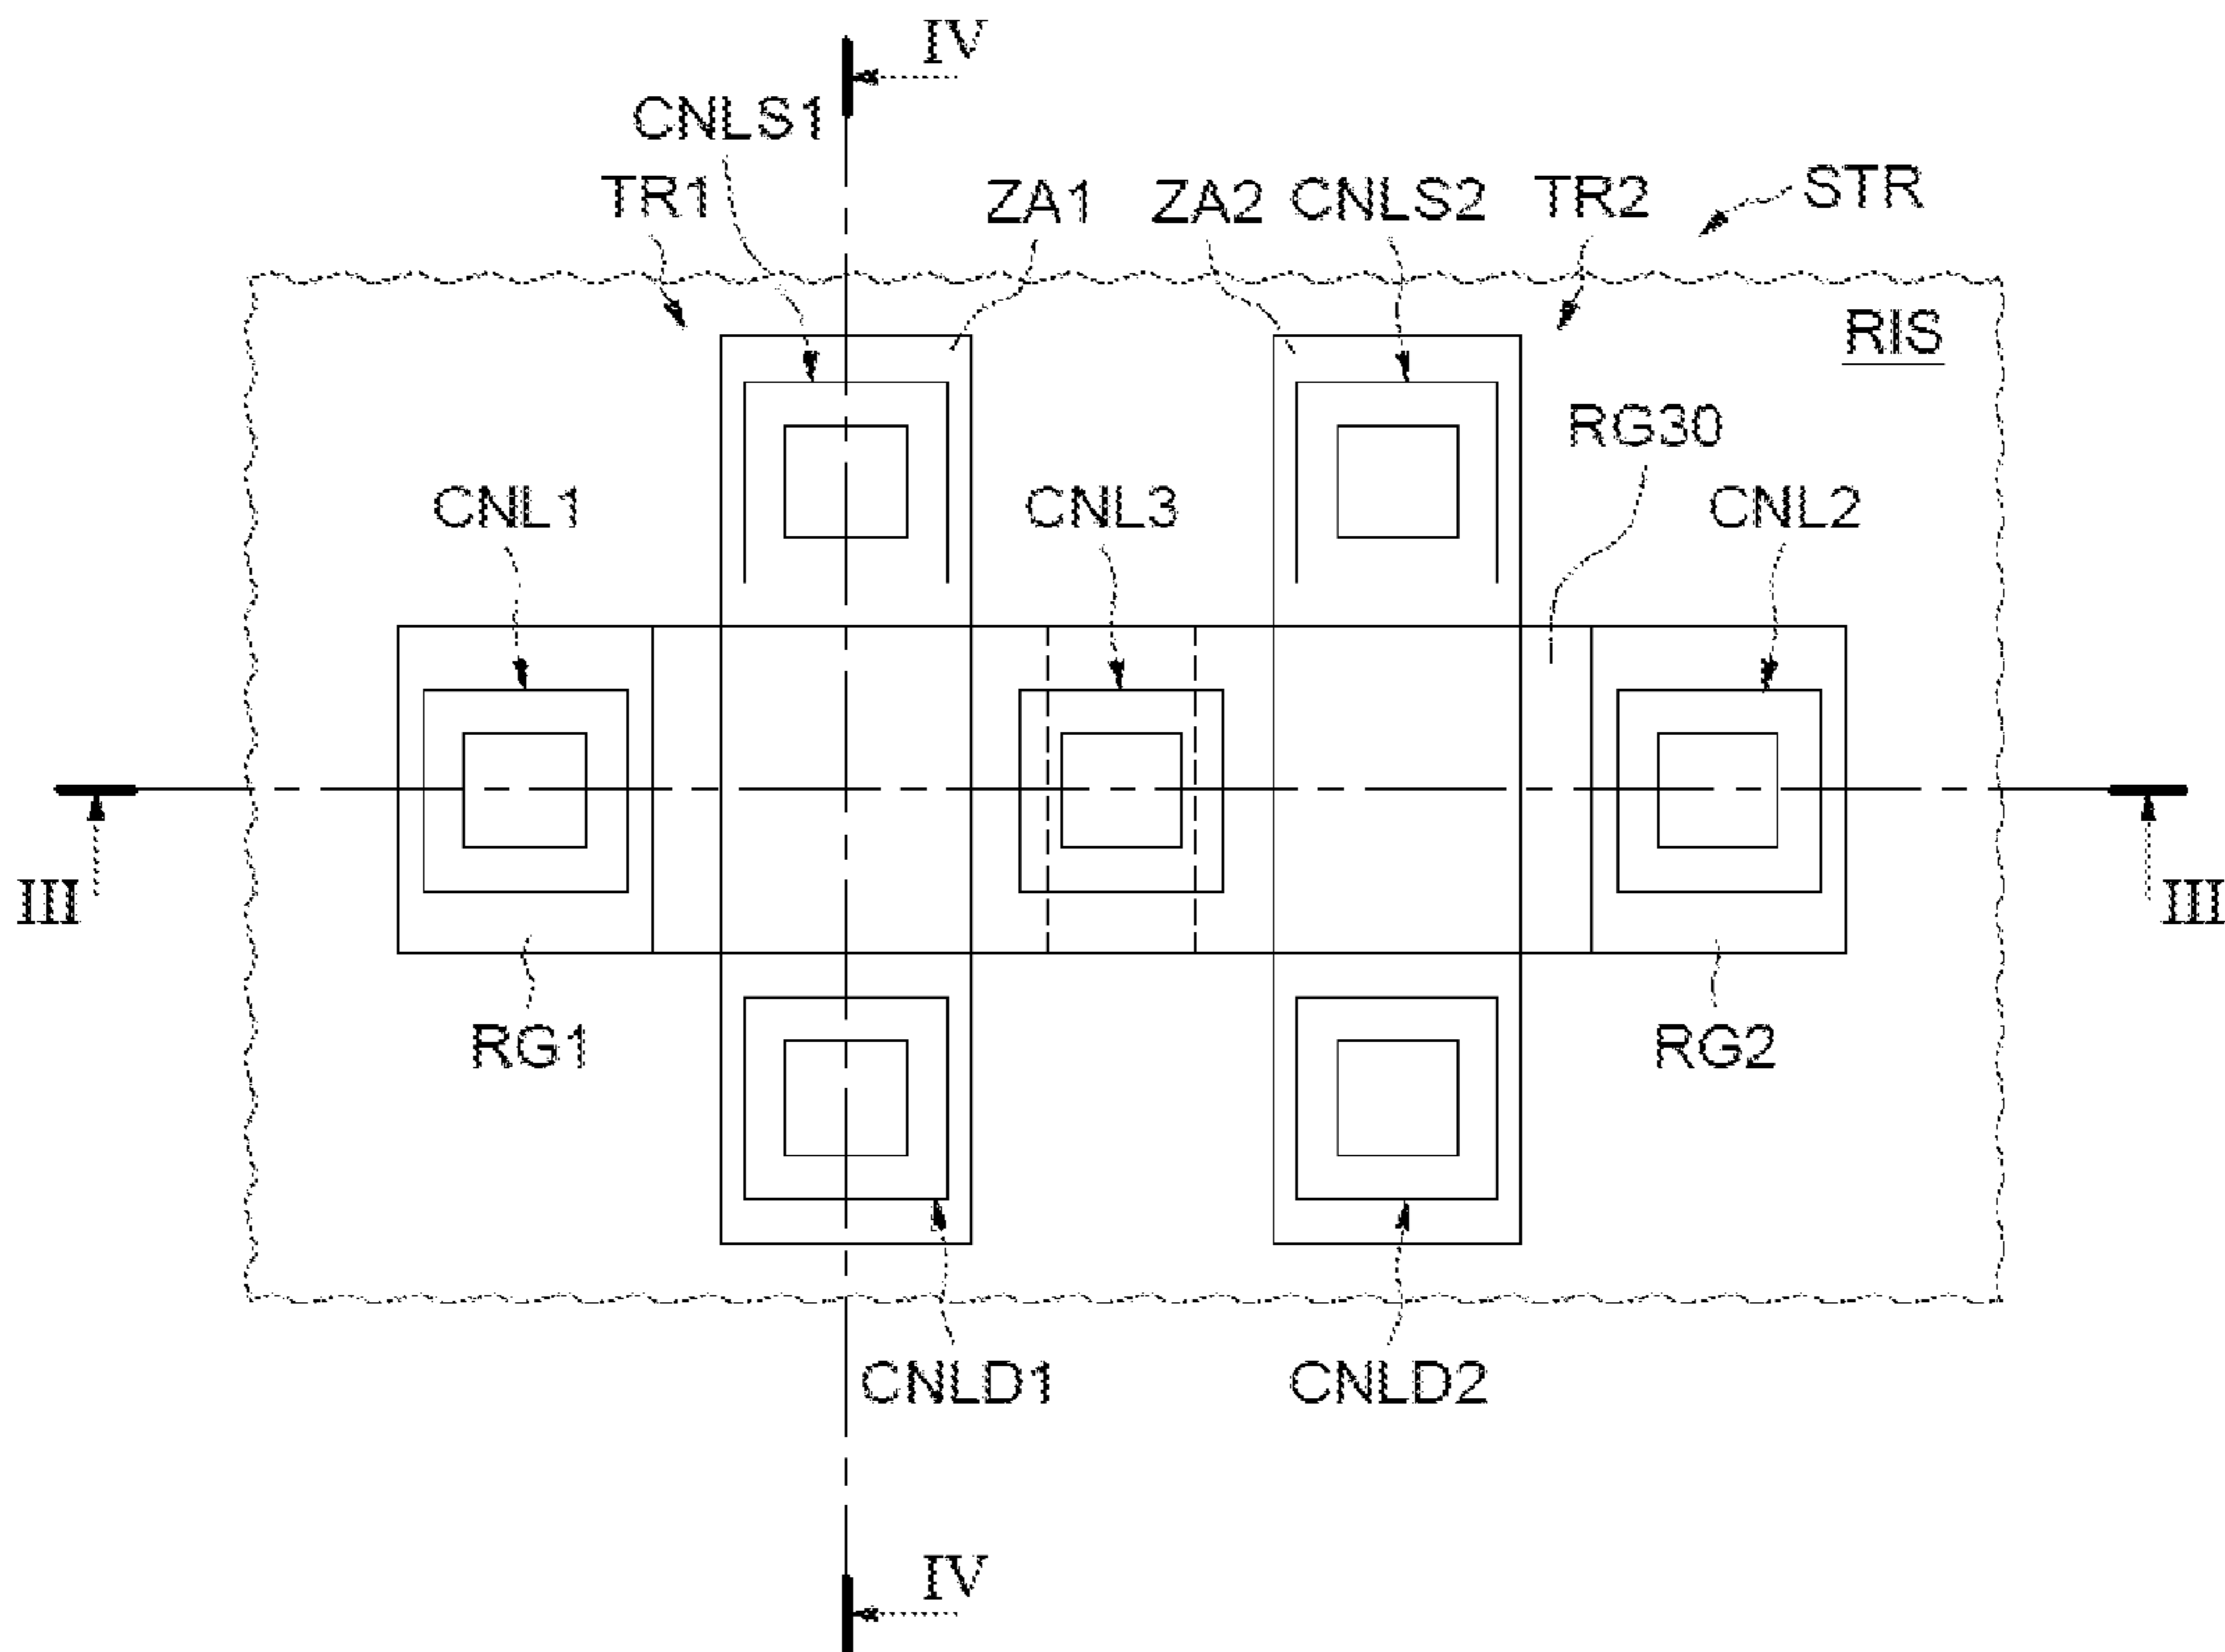 IV
CNLS1
TR1 ZA1 ZA2 CNLS2 TR2 STR
RIS
RG30
CNL1 CNL3 CNL2
III III
RG1 RG2
CNLD1 CNLD2
IV